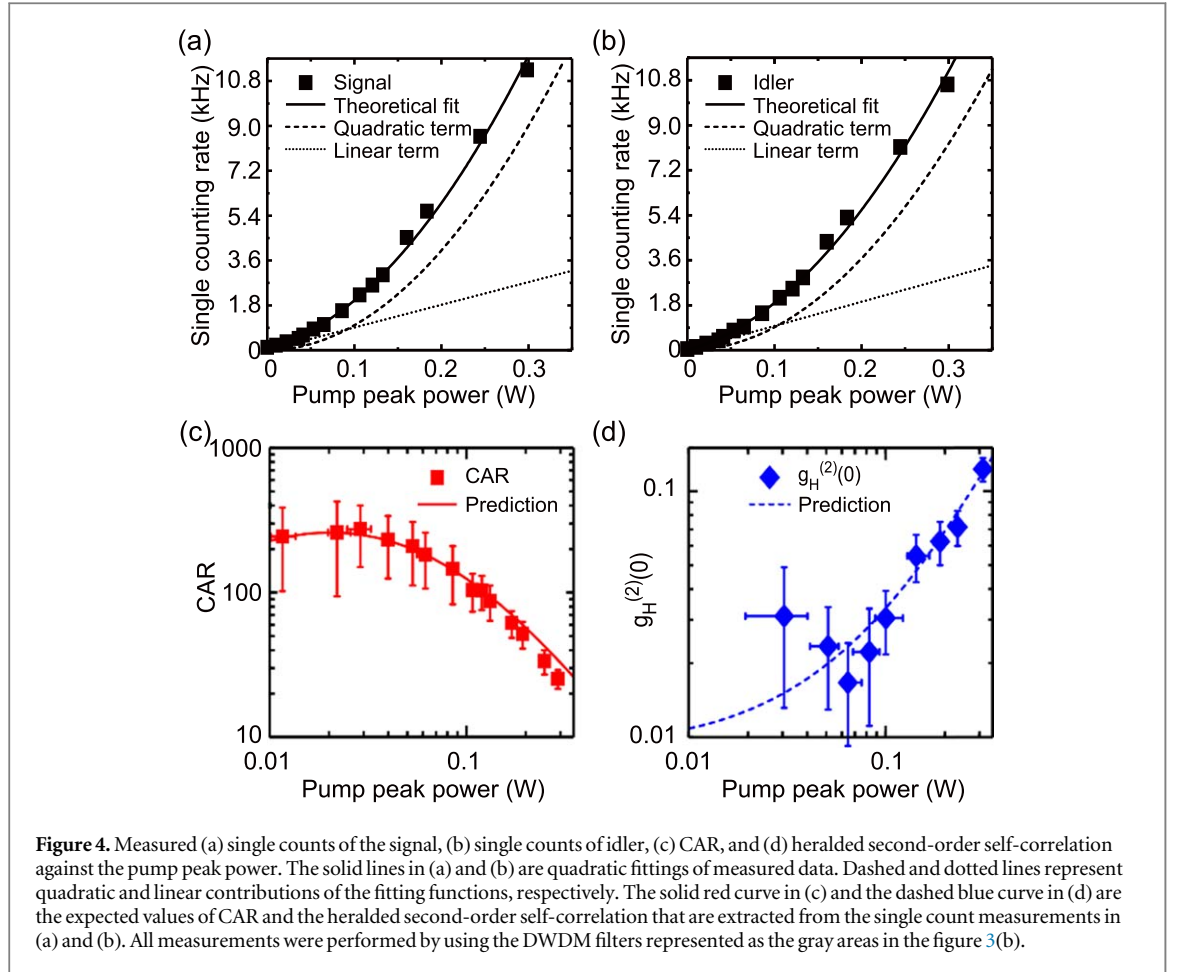 (a)
Single counting rate (kHz)
10.8
9.0
7.2
5.4
3.6
1.8
0
Signal
Theoretical fit
Quadratic term
Linear term
0 0.1 0.2 0.3
Pump peak power (W)
(b)
Single counting rate (kHz)
10.8
9.0
7.2
5.4
3.6
1.8
0
Idler
Theoretical fit
Quadratic term
Linear term
0 0.1 0.2 0.3
Pump peak power (W)
(c)
CAR
1000
100
10
CAR
Prediction
0.01 0.1
Pump peak power (W)
(d)
g_H^(2)(0)
0.1
0.01
g_H^(2)(0)
Prediction
0.01 0.1
Pump peak power (W)
Figure 4. Measured (a) single counts of the signal, (b) single counts of idler, (c) CAR, and (d) heralded second-order self-correlation
against the pump peak power. The solid lines in (a) and (b) are quadratic fittings of measured data. Dashed and dotted lines represent
quadratic and linear contributions of the fitting functions, respectively. The solid red curve in (c) and the dashed blue curve in (d) are
the expected values of CAR and the heralded second-order self-correlation that are extracted from the single count measurements in
(a) and (b). All measurements were performed by using the DWDM filters represented as the gray areas in the figure 3(b).